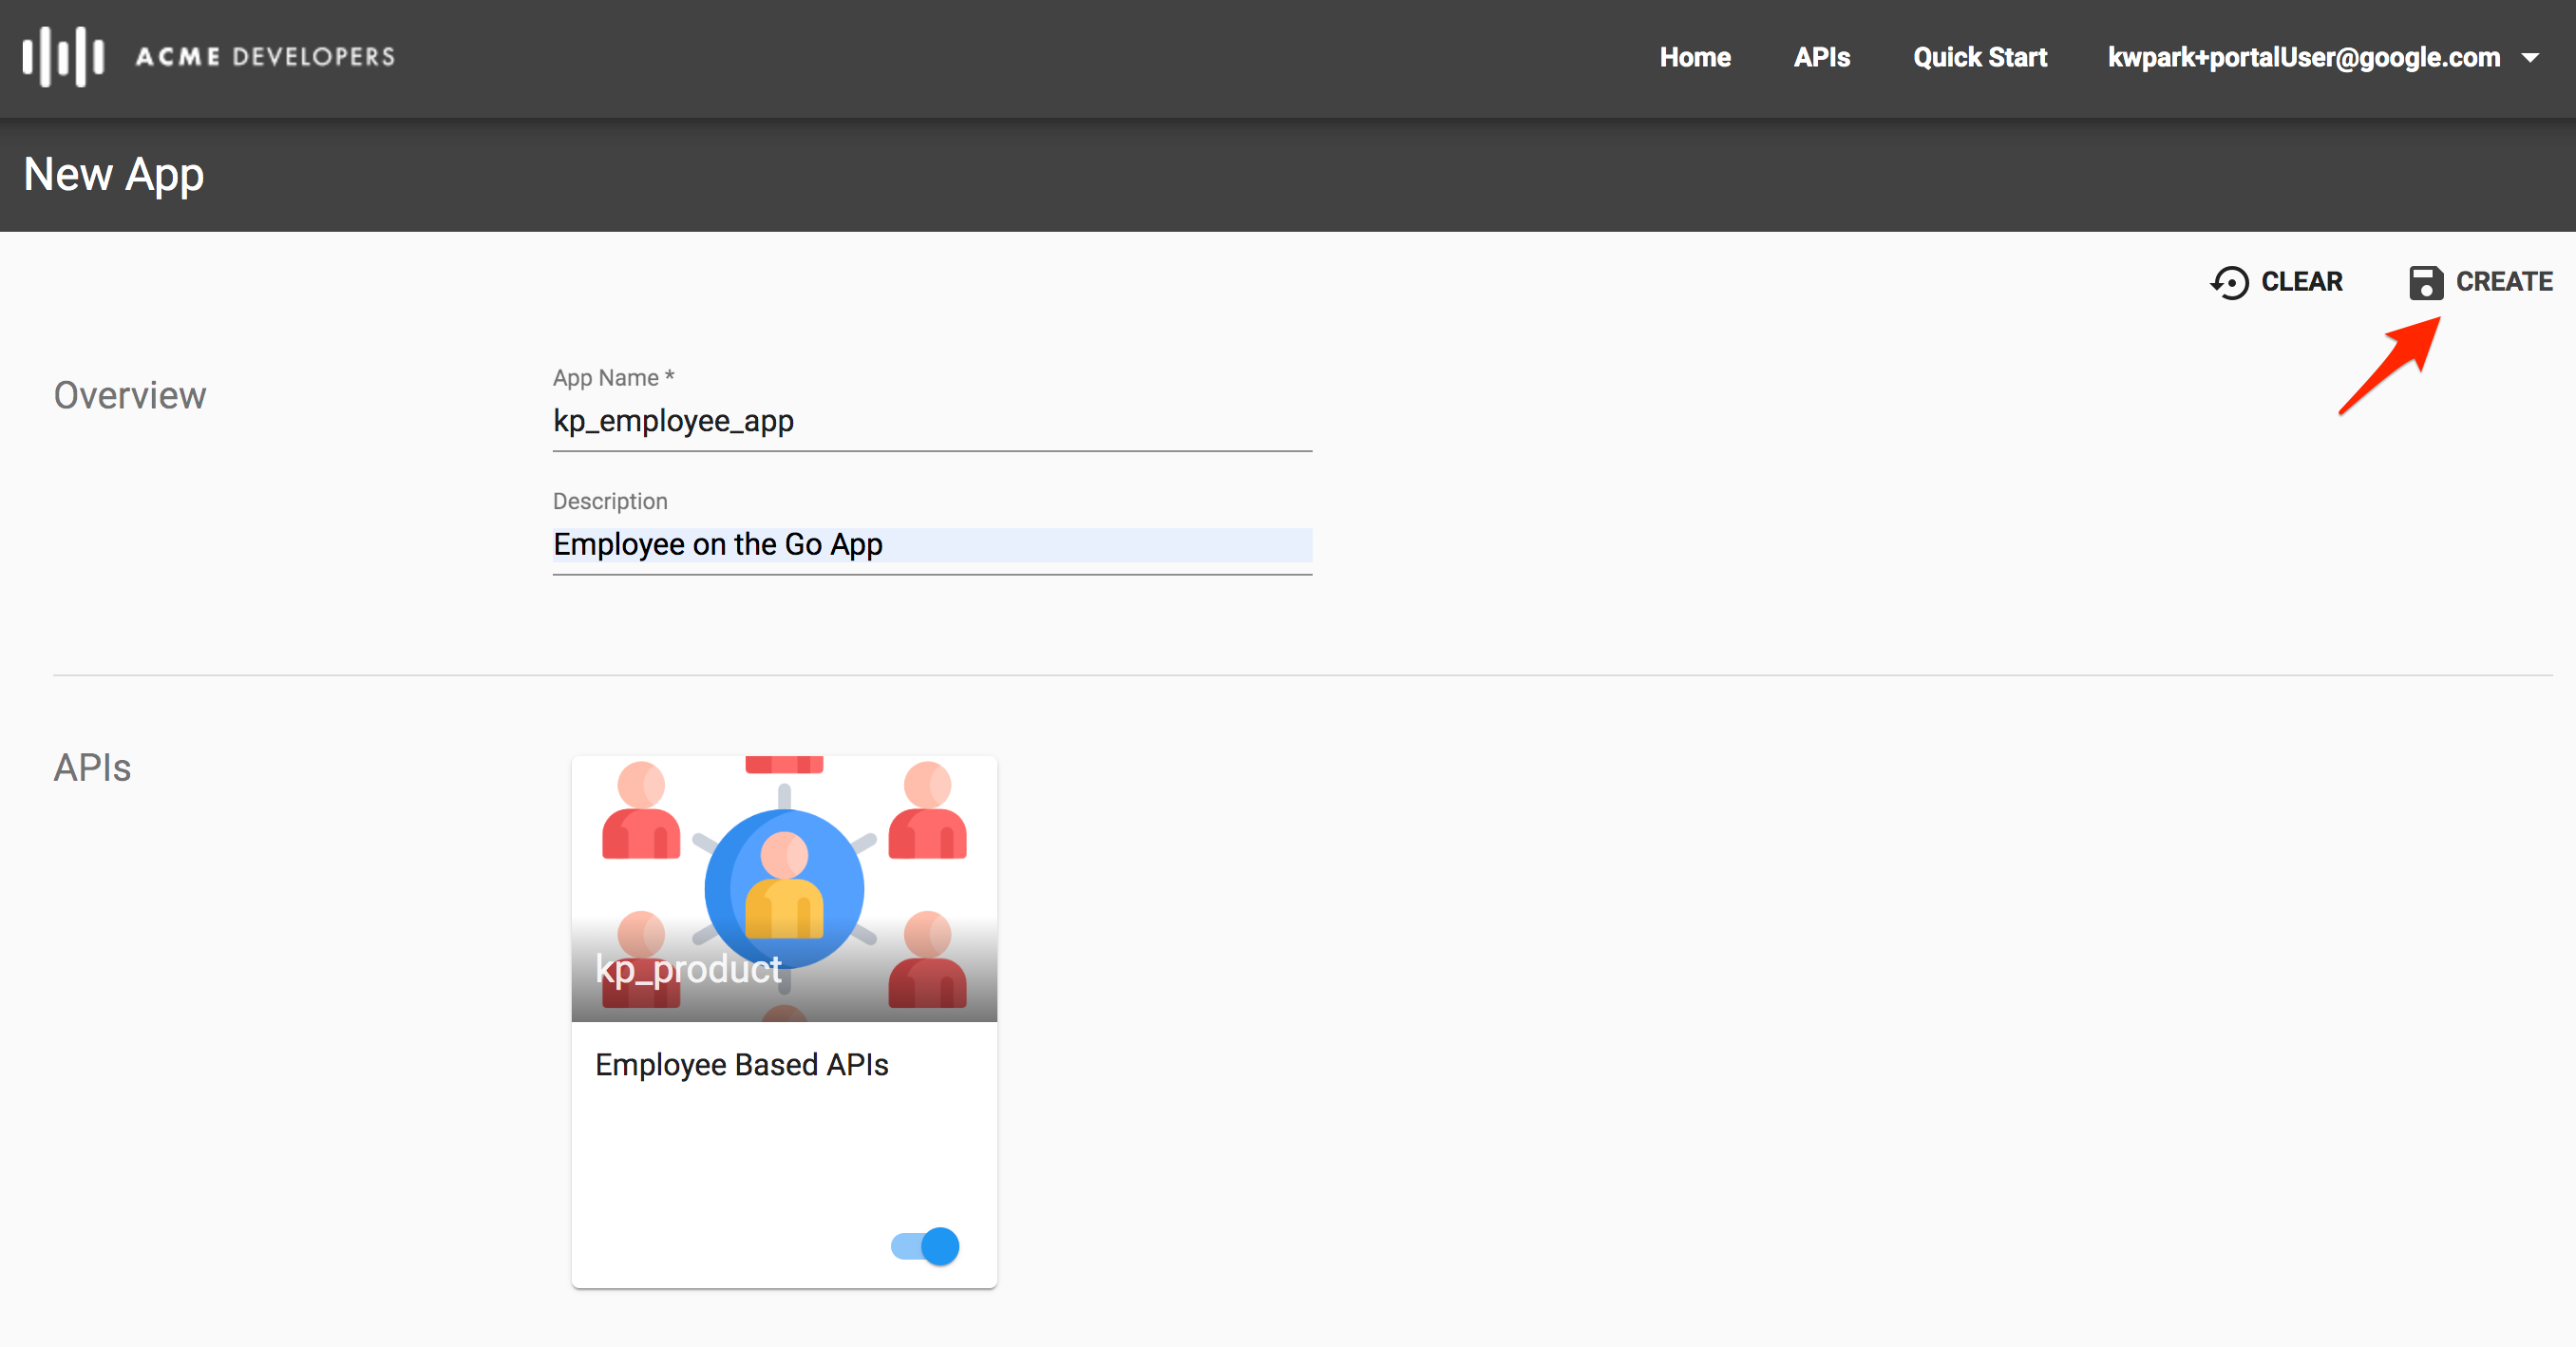 ACME DEVELOPERS
Home APIs Quick Start kwpark+portalUser@google.com
New App
CLEAR CREATE
Overview
App Name *
kp_employee_app
Description
Employee on the Go App
APIs
kp_product
Employee Based APIs